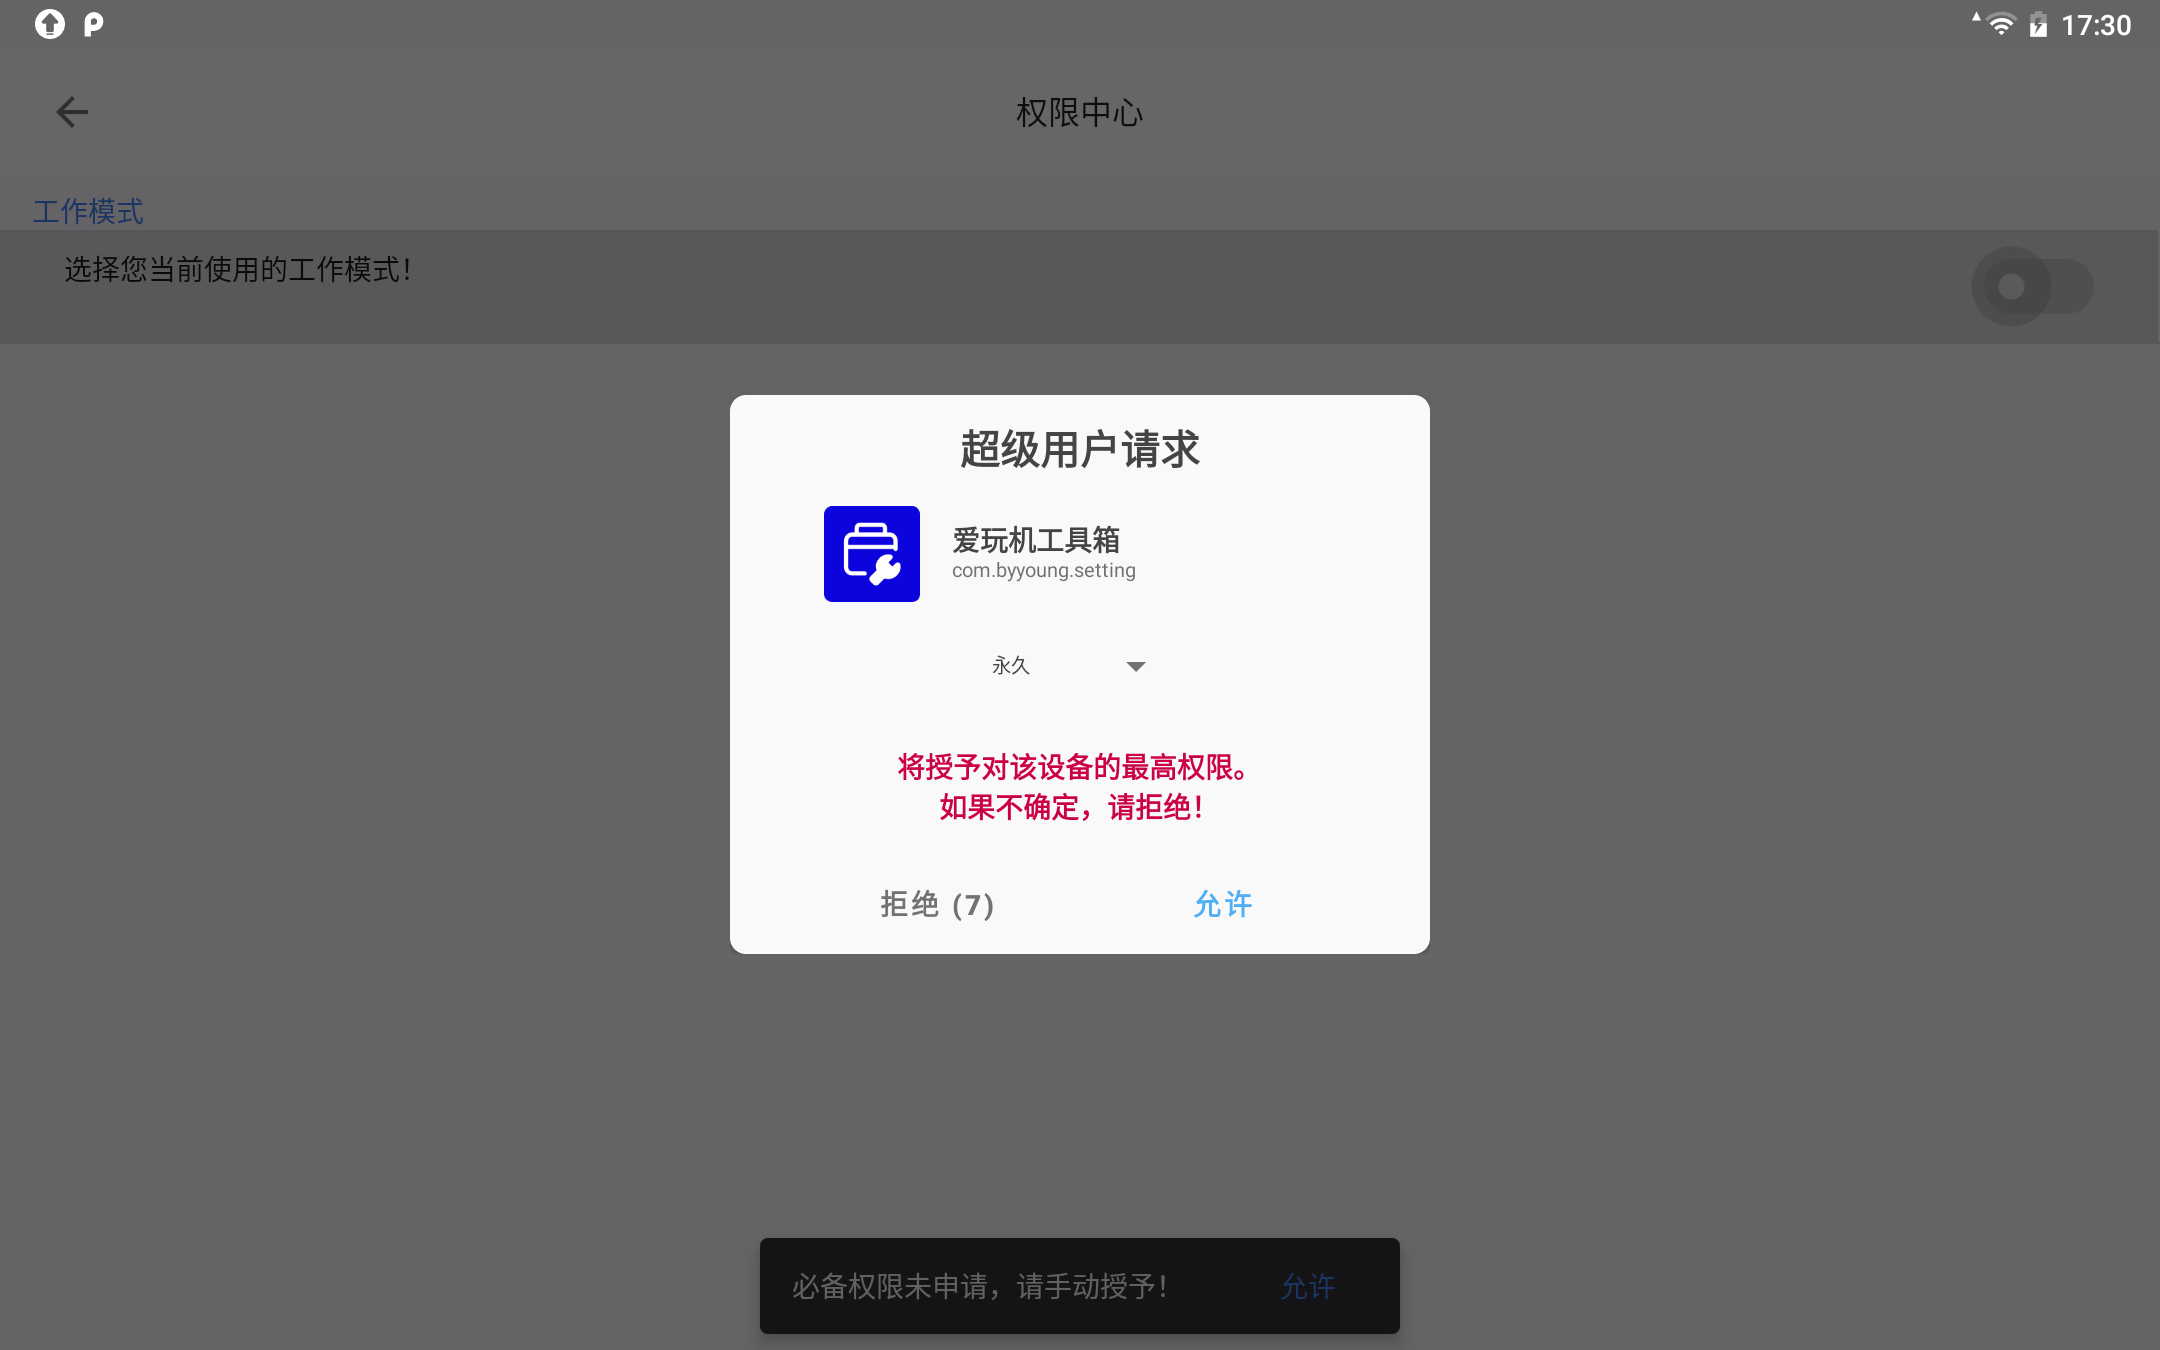 17:30
权限中心
工作模式
选择您当前使用的工作模式！
超级用户请求
爱玩机工具箱
com.byyoung.setting
永久
将授予对该设备的最高权限。
如果不确定，请拒绝！
拒绝 (7)
允许
必备权限未申请，请手动授予！
允许